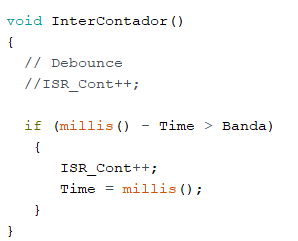 void InterContador()
{
// Debounce
//ISR_Cont++;
if (millis() - Time > Banda)
{
ISR_Cont++;
Time = millis();
}
}